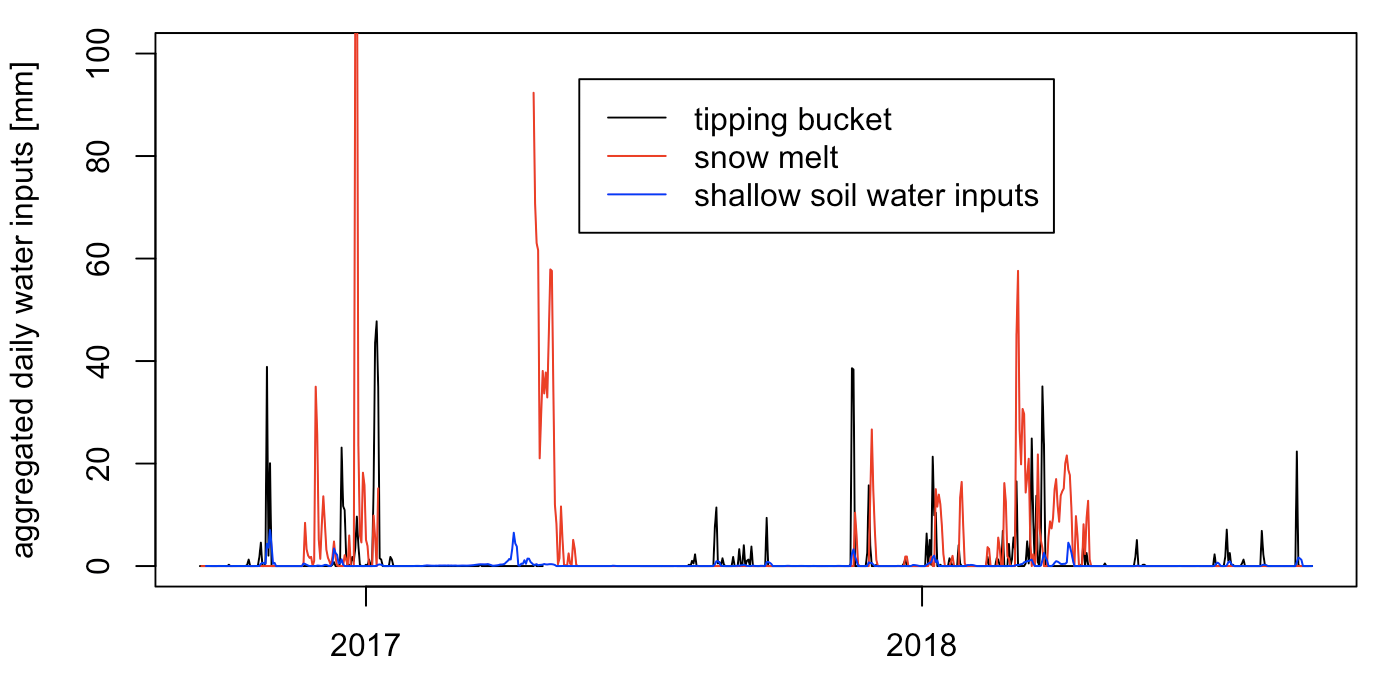 aggregated daily water inputs [mm]
100
80
60
40
20
0
tipping bucket
snow melt
shallow soil water inputs
2017
2018